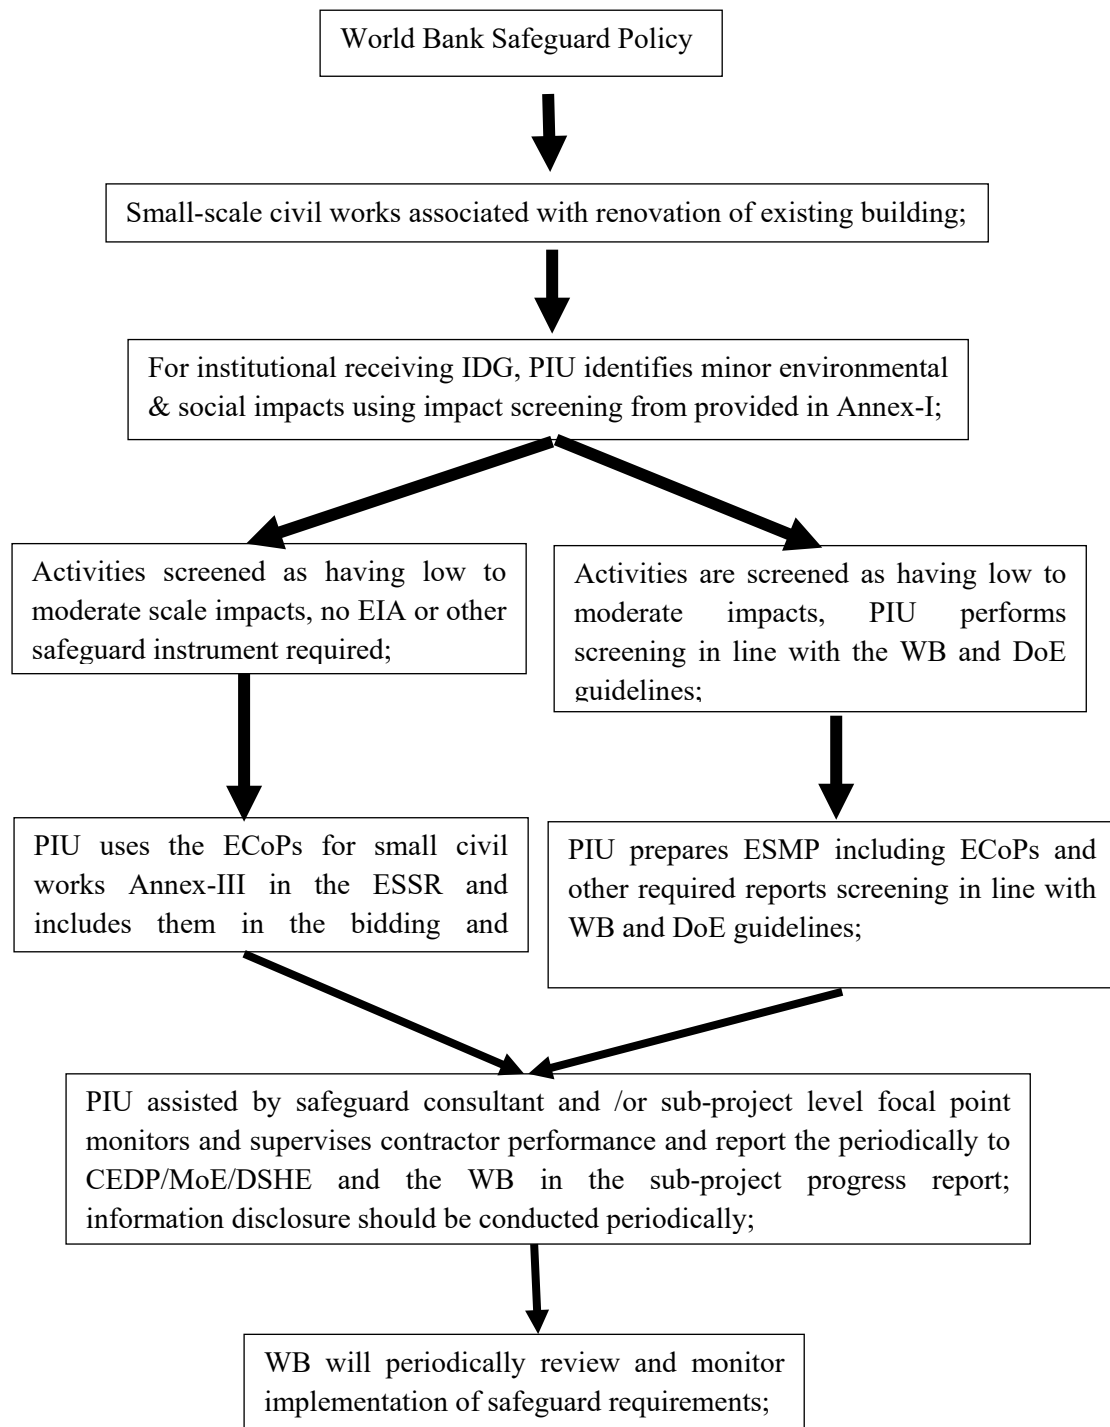 World Bank Safeguard Policy
Small-scale civil works associated with renovation of existing building;
For institutional receiving IDG, PIU identifies minor environmental
& social impacts using impact screening from provided in Annex-I;
Activities screened as having low to
moderate scale impacts, no EIA or other
safeguard instrument required;
Activities are screened as having low to
moderate impacts, PIU performs
screening in line with the WB and DoE
guidelines;
PIU uses the ECoPs for small civil
works Annex-III in the ESSR and
includes them in the bidding and
PIU prepares ESMP including ECoPs and
other required reports screening in line with
WB and DoE guidelines;
PIU assisted by safeguard consultant and /or sub-project level focal point
monitors and supervises contractor performance and report the periodically to
CEDP/MoE/DSHE and the WB in the sub-project progress report;
information disclosure should be conducted periodically;
WB will periodically review and monitor
implementation of safeguard requirements;